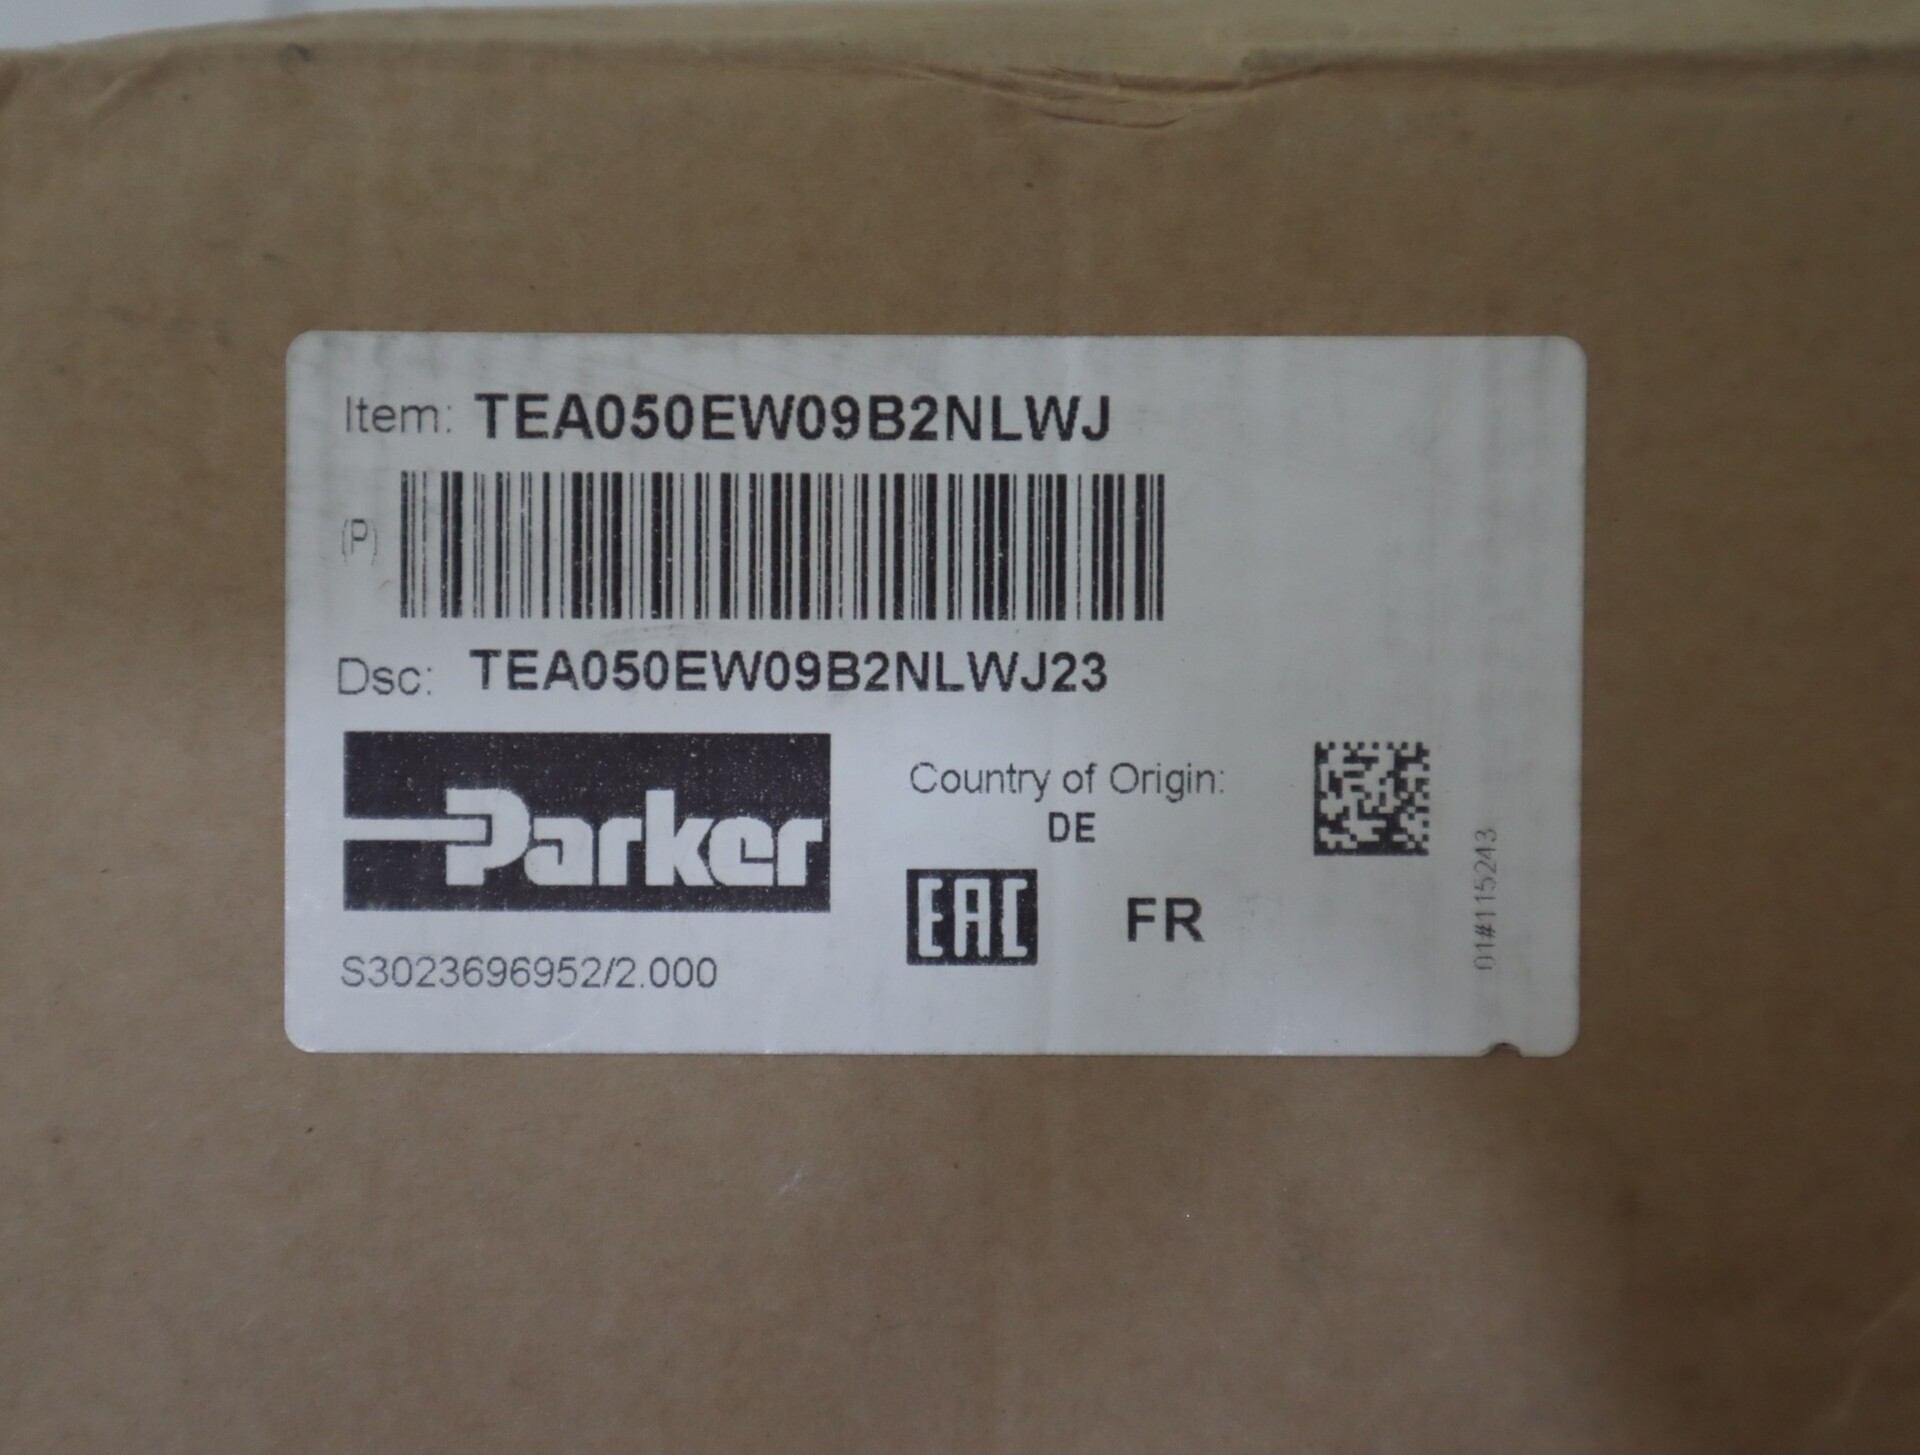 Item: TEA050EW09B2NLWJ
(P)
Dsc: TEA050EW09B2NLWJ23
Parker
Country of Origin:
DE
EAC
FR
S3023696952/2.000
01#115243